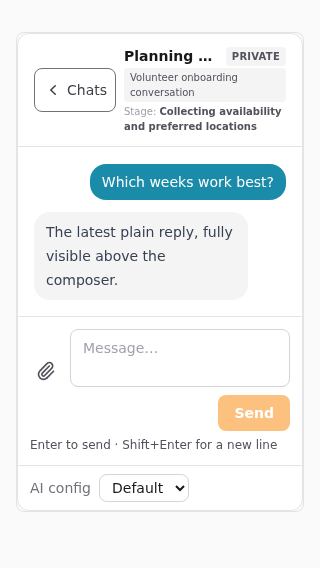 Chats
Planning …
PRIVATE
Volunteer onboarding
conversation
Stage: Collecting availability
and preferred locations
Which weeks work best?
The latest plain reply, fully
visible above the
composer.
Message…
Send
Enter to send · Shift+Enter for a new line
AI config
Default